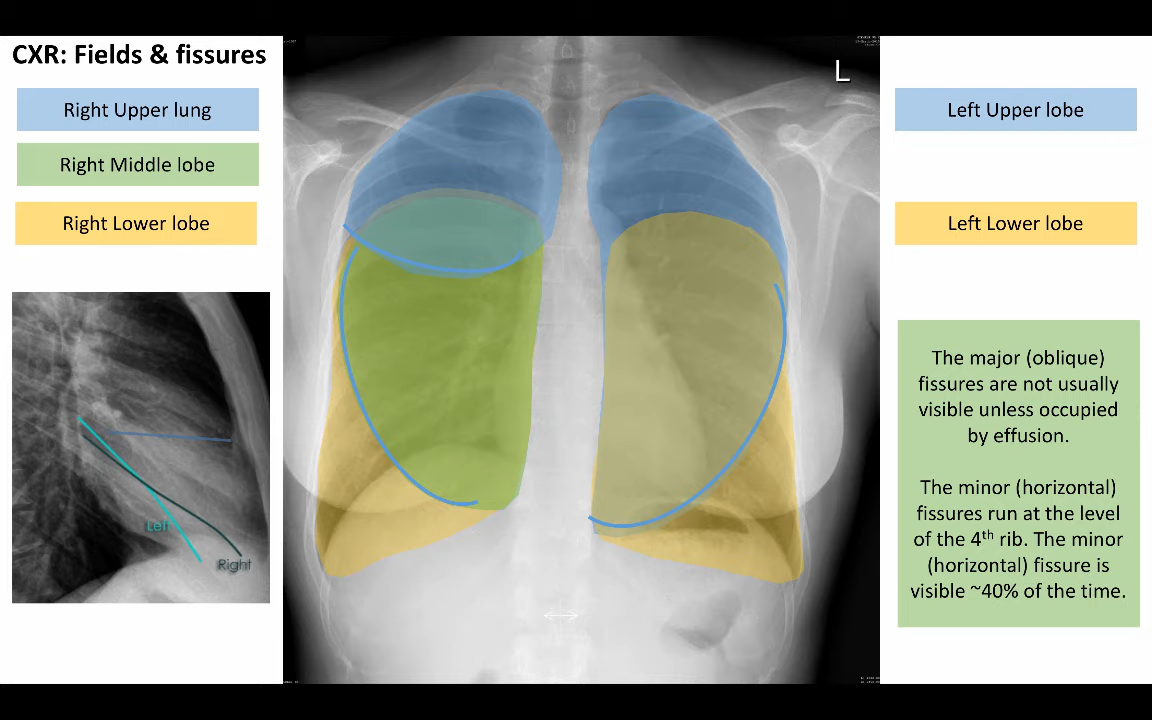 CXR: Fields & fissures
Right Upper lung
Right Middle lobe
Right Lower lobe
Left
Right
L
Left Upper lobe
Left Lower lobe
The major (oblique)
fissures are not usually
visible unless occupied
by effusion.
The minor (horizontal)
fissures run at the level
of the 4th rib. The minor
(horizontal) fissure is
visible ~40% of the time.